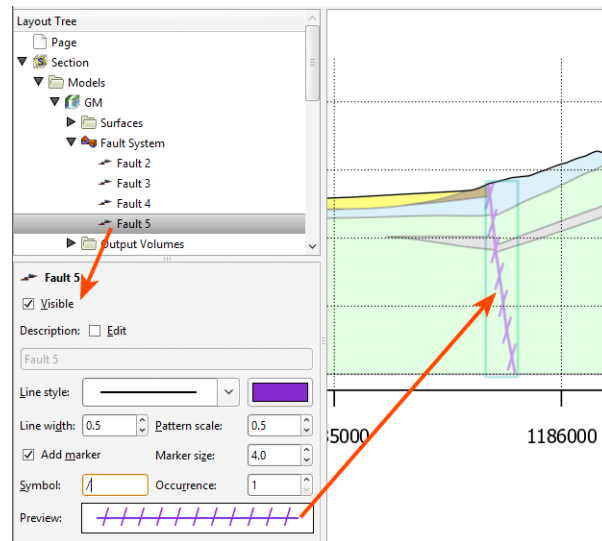 Layout Tree
Page
Section
Models
GM
Surfaces
Fault System
Fault 2
Fault 3
Fault 4
Fault 5
Output Volumes
Fault 5
Visible
Description: Edit
Fault 5
Line style:
Line width: 0.5 Pattern scale: 0.5
Add marker Marker size: 4.0
Symbol: / Occurrence: 1
Preview:
35000 1186000